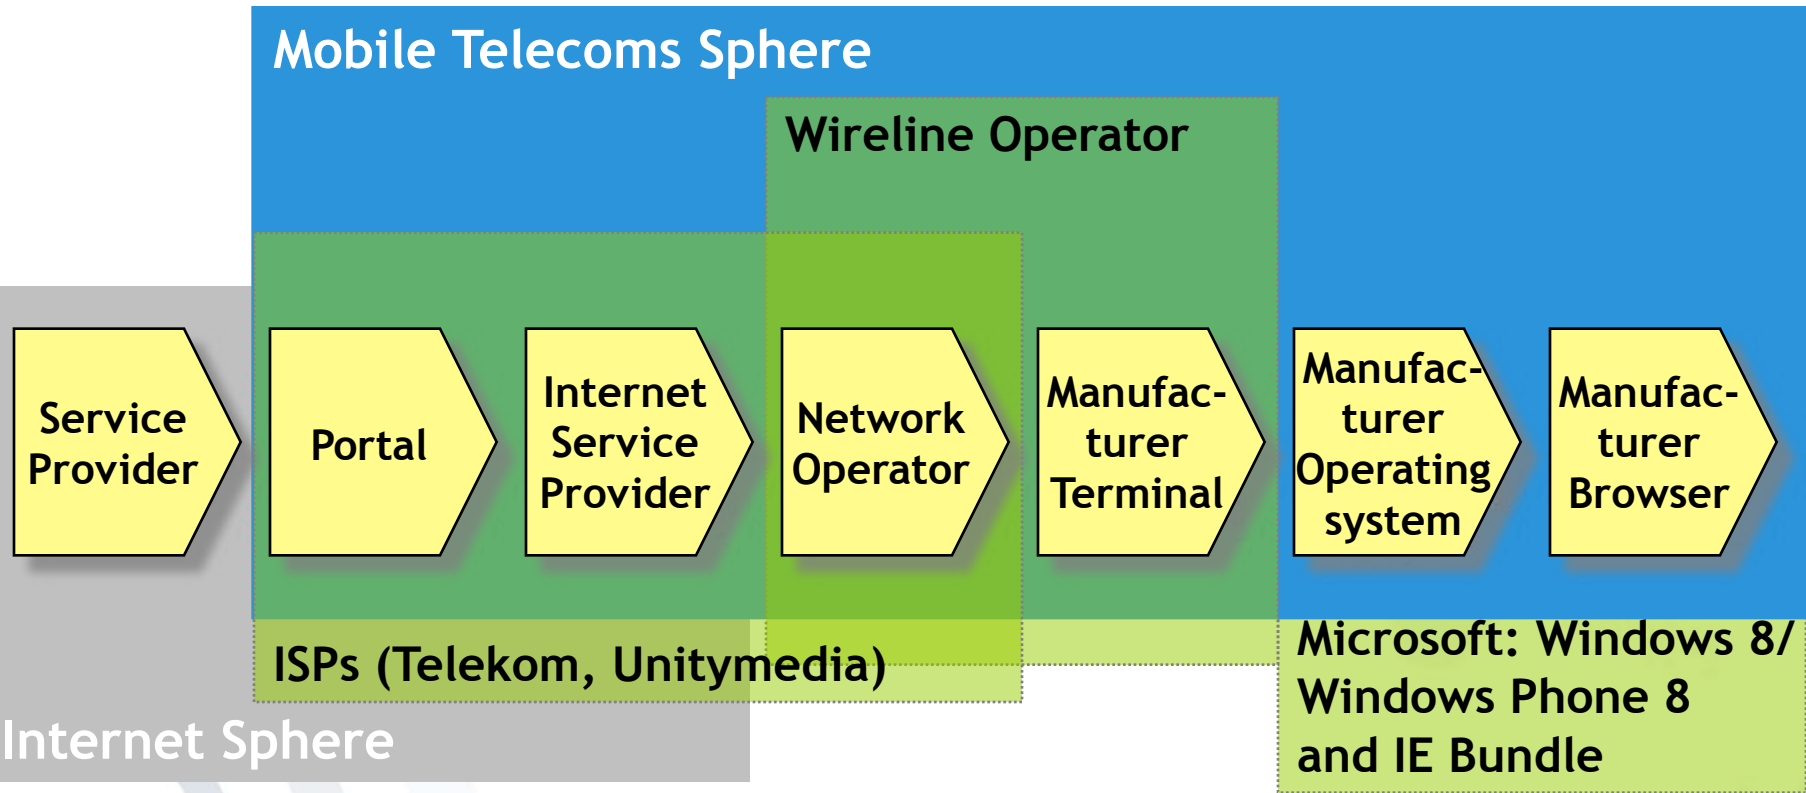 Mobile Telecoms Sphere
Wireline Operator
Service
Provider
Portal
Internet
Service
Provider
Network
Operator
Manufac-
turer
Terminal
Manufac-
turer
Operating
system
Manufac-
turer
Browser
ISPs (Telekom, Unitymedia)
Microsoft: Windows 8/
Windows Phone 8
and IE Bundle
Internet Sphere